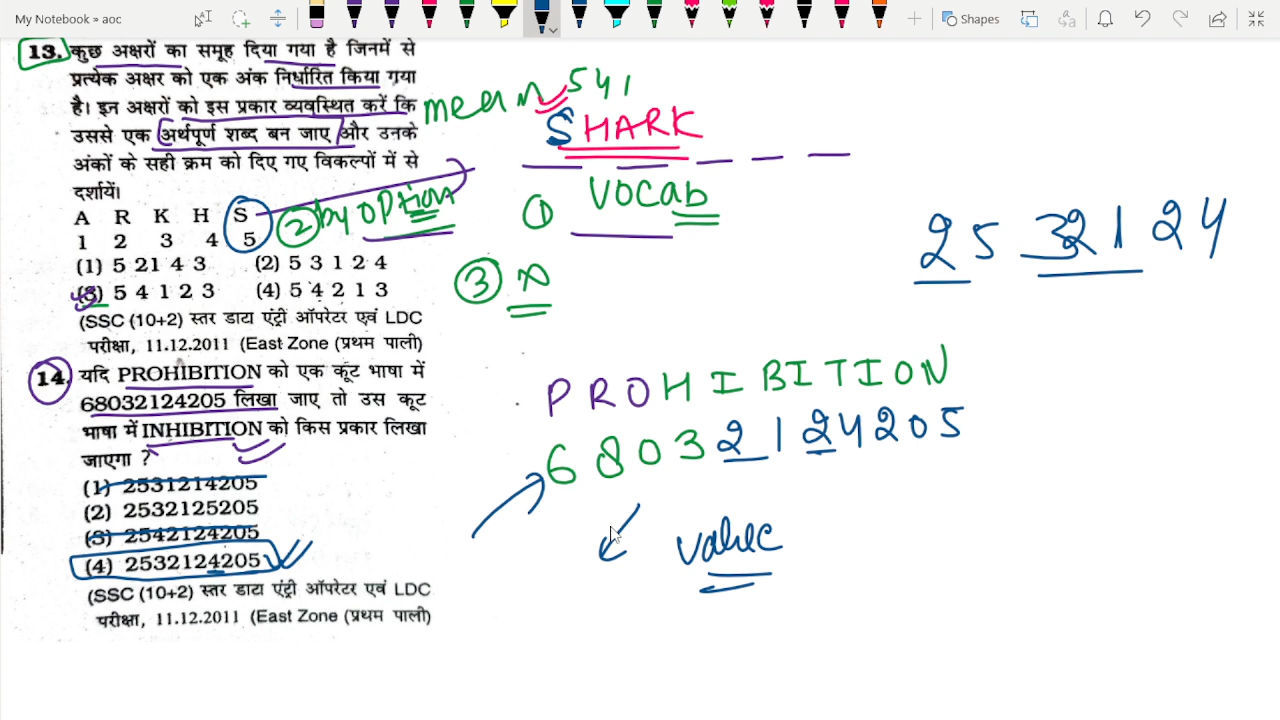 My Notebook » aoc
Shapes
13. कुछ अक्षरों का समूह दिया गया है जिनमें से
प्रत्येक अक्षर को एक अंक निर्धारित किया गया
है। इन अक्षरों को इस प्रकार व्यवस्थित करें कि
उससे एक अर्थपूर्ण शब्द बन जाए और उनके
अंकों के सही क्रम को दिए गए विकल्पों में से
दर्शायें।
A R K H S
1 2 3 4 5
(1) 5 21 4 3 (2) 5 3 1 2 4
(3) 5 4 1 2 3 (4) 5 4 2 1 3
(SSC (10+2) स्तर डाटा एंट्री ऑपरेटर एवं LDC
परीक्षा, 11.12.2011 (East Zone (प्रथम पाली)
14. यदि PROHIBITION को एक कूट भाषा में
68032124205 लिखा जाए तो उस कूट
भाषा में INHIBITION को किस प्रकार लिखा
जाएगा ?
(1) 2531214205
(2) 2532125205
(3) 2542124205
(4) 2532124205
(SSC (10+2) स्तर डाटा एंट्री ऑपरेटर एवं LDC
परीक्षा, 11.12.2011 (East Zone (प्रथम पाली)
mean 541
SHARK
① VOCAB
② by option
③
25 32 1 24
PROHIBITION
68032124205
value